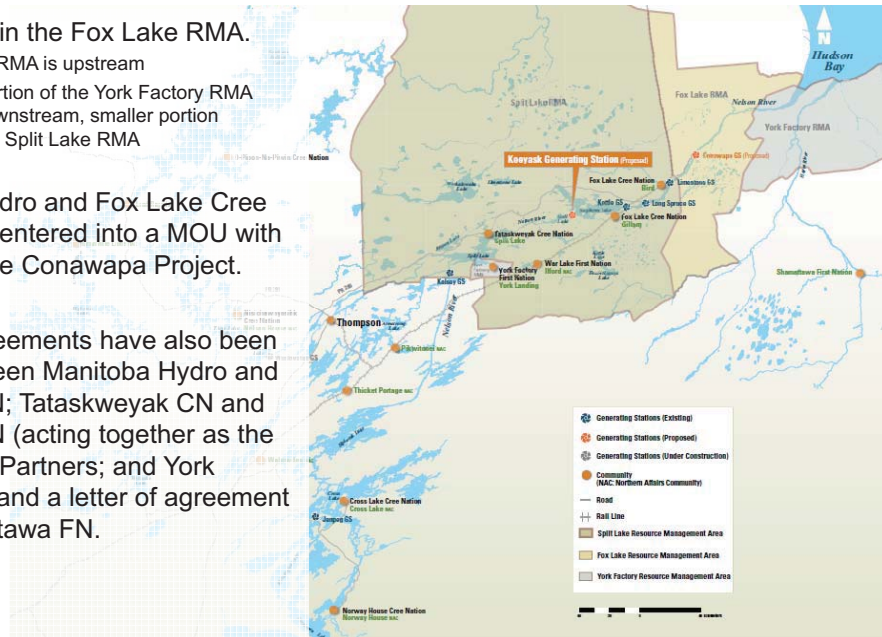 in the Fox Lake RMA.
RMA is upstream
rtion of the York Factory RMA
wnstream, smaller portion
Split Lake RMA
dro and Fox Lake Cree
entered into a MOU with
e Conawapa Project.
eements have also been
een Manitoba Hydro and
N; Tataskweyak CN and
N (acting together as the
Partners; and York
and a letter of agreement
tawa FN.
N
Hudson
Bay
Nelson River
Fox Lake RMA
Split Lake RMA
York Factory RMA
Keeyask Generating Station (Proposed)
Conawapa GS (Proposed)
Fox Lake Cree Nation
Bird
Limestone GS
Kettle GS
Long Spruce GS
Fox Lake Cree Nation
Gillam
Nelson River
Tataskweyak Cree Nation
Split Lake
War Lake First Nation
Ilford NAC
York Factory
First Nation
York Landing
Kelsey GS
Shamattawa First Nation
Nelson River
Thompson
Pikwitonei NAC
Thicket Portage NAC
Cross
Lake
Cross Lake Cree Nation
Cross Lake NAC
Jenpeg GS
Norway House Cree Nation
Norway House NAC
Generating Stations (Existing)
Generating Stations (Proposed)
Generating Stations (Under Construction)
Community
(NAC: Northern Affairs Community)
Road
Rail Line
Split Lake Resource Management Area
Fox Lake Resource Management Area
York Factory Resource Management Area